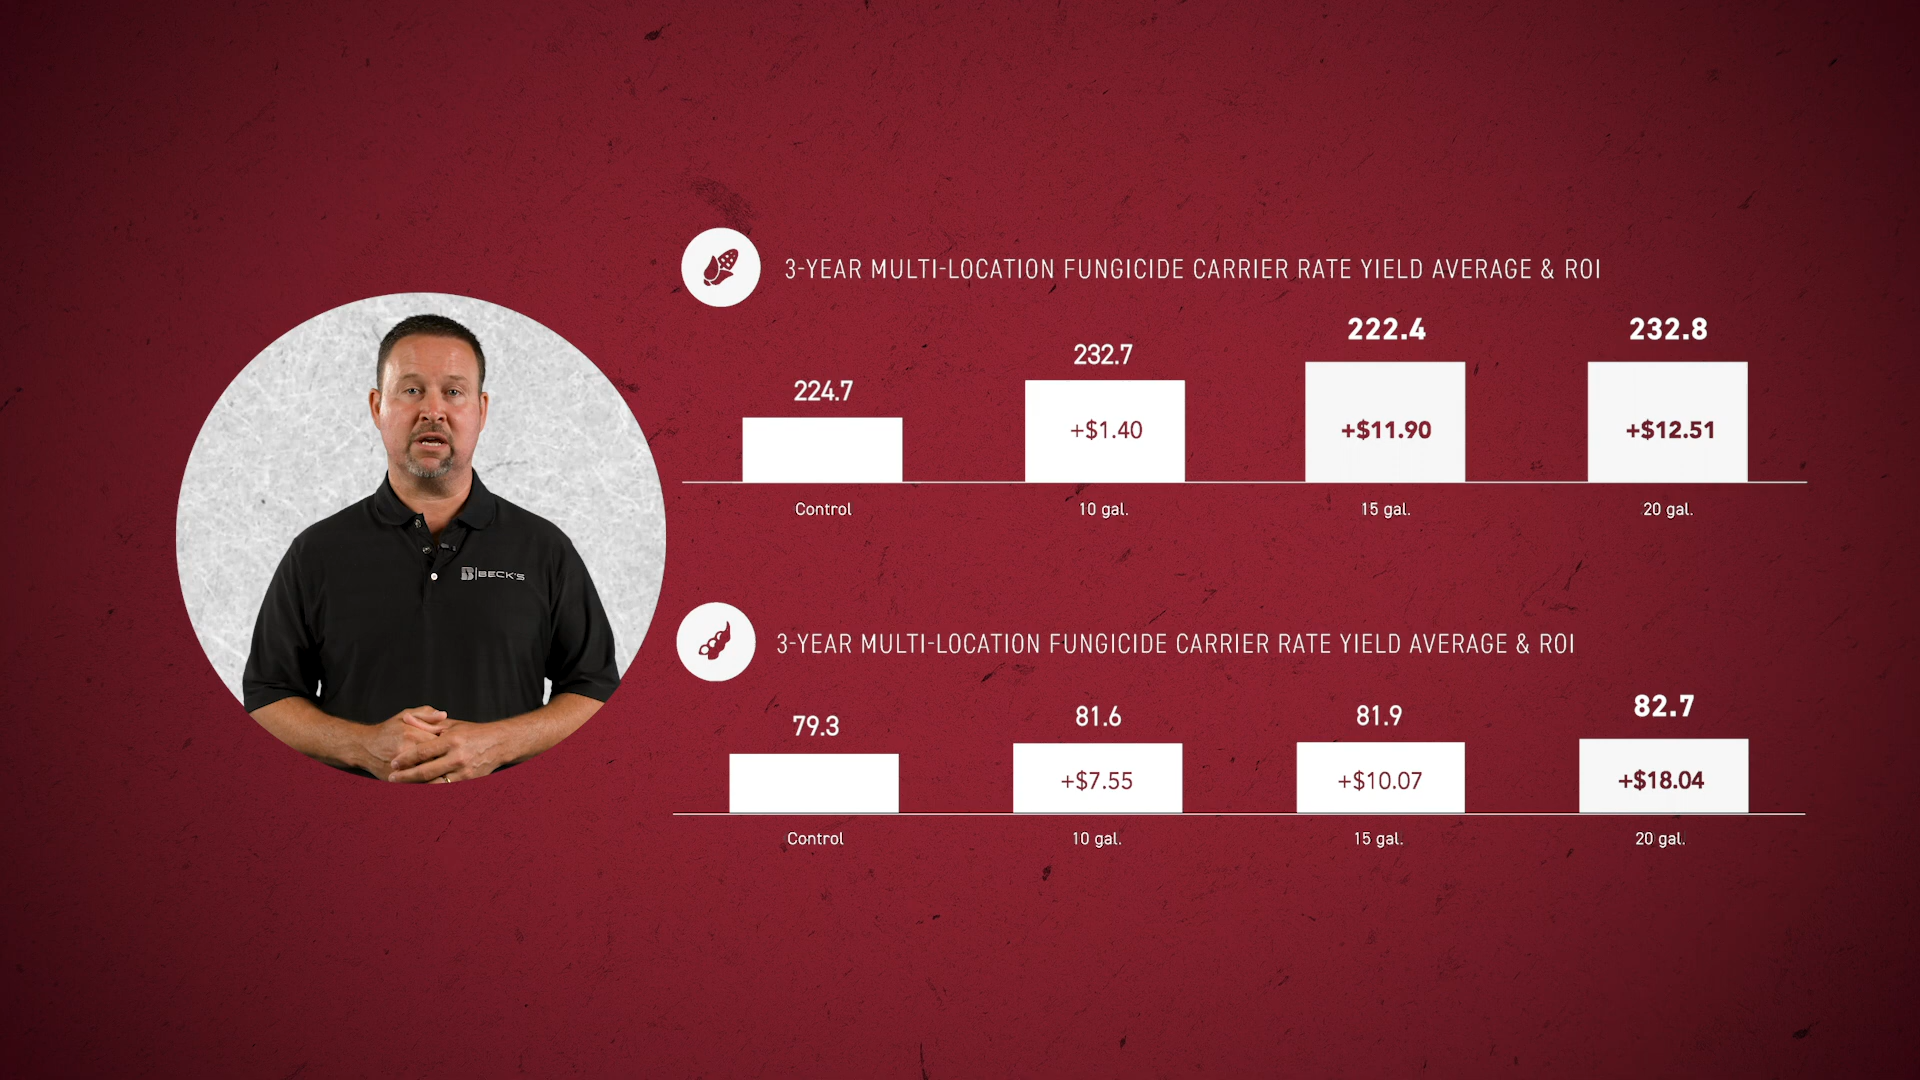 3-YEAR MULTI-LOCATION FUNGICIDE CARRIER RATE YIELD AVERAGE & ROI
224.7
232.7
222.4
232.8
+$1.40
+$11.90
+$12.51
Control
10 gal.
15 gal.
20 gal.
BECK'S
3-YEAR MULTI-LOCATION FUNGICIDE CARRIER RATE YIELD AVERAGE & ROI
79.3
81.6
81.9
82.7
+$7.55
+$10.07
+$18.04
Control
10 gal.
15 gal.
20 gal.